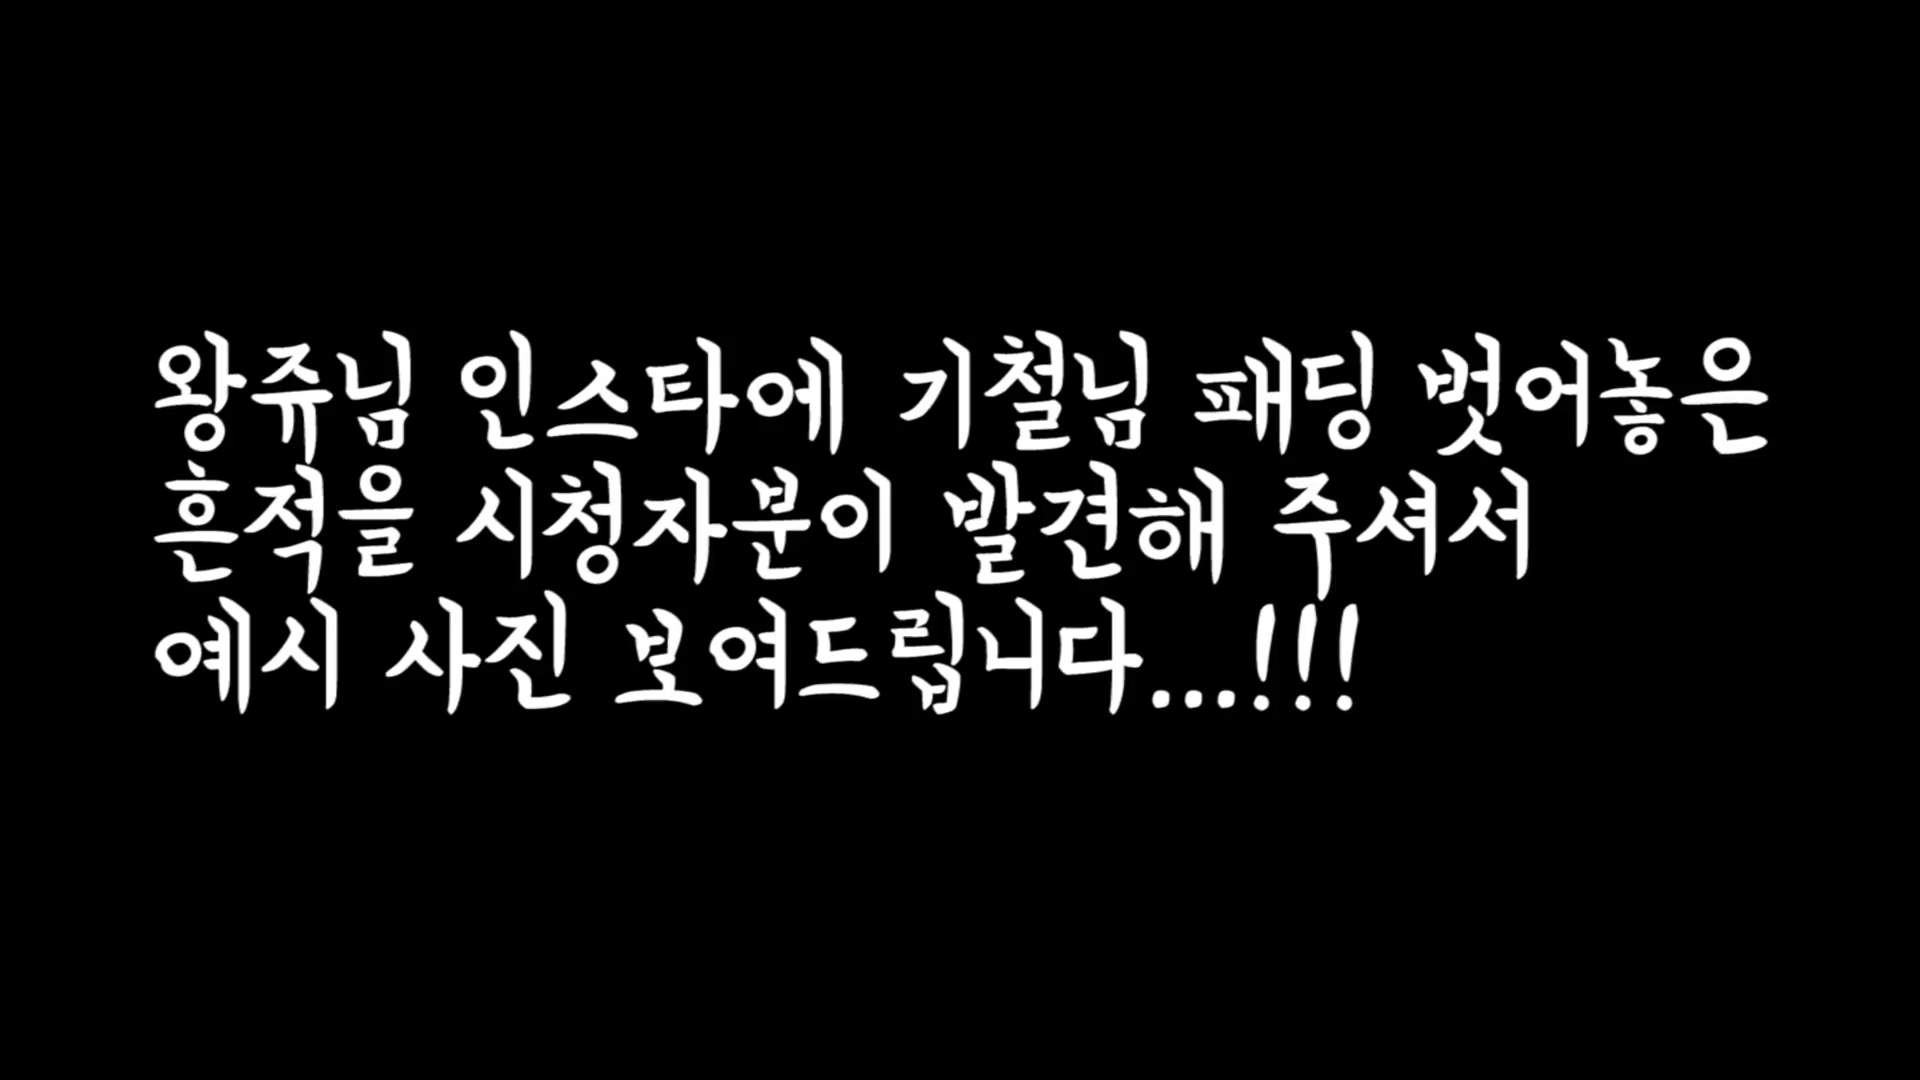 왕쥬님 인스타에 기철님 패딩 벗어놓은
흔적을 시청자분이 발견해 주셔서
예시 사진 보여드립니다...!!!